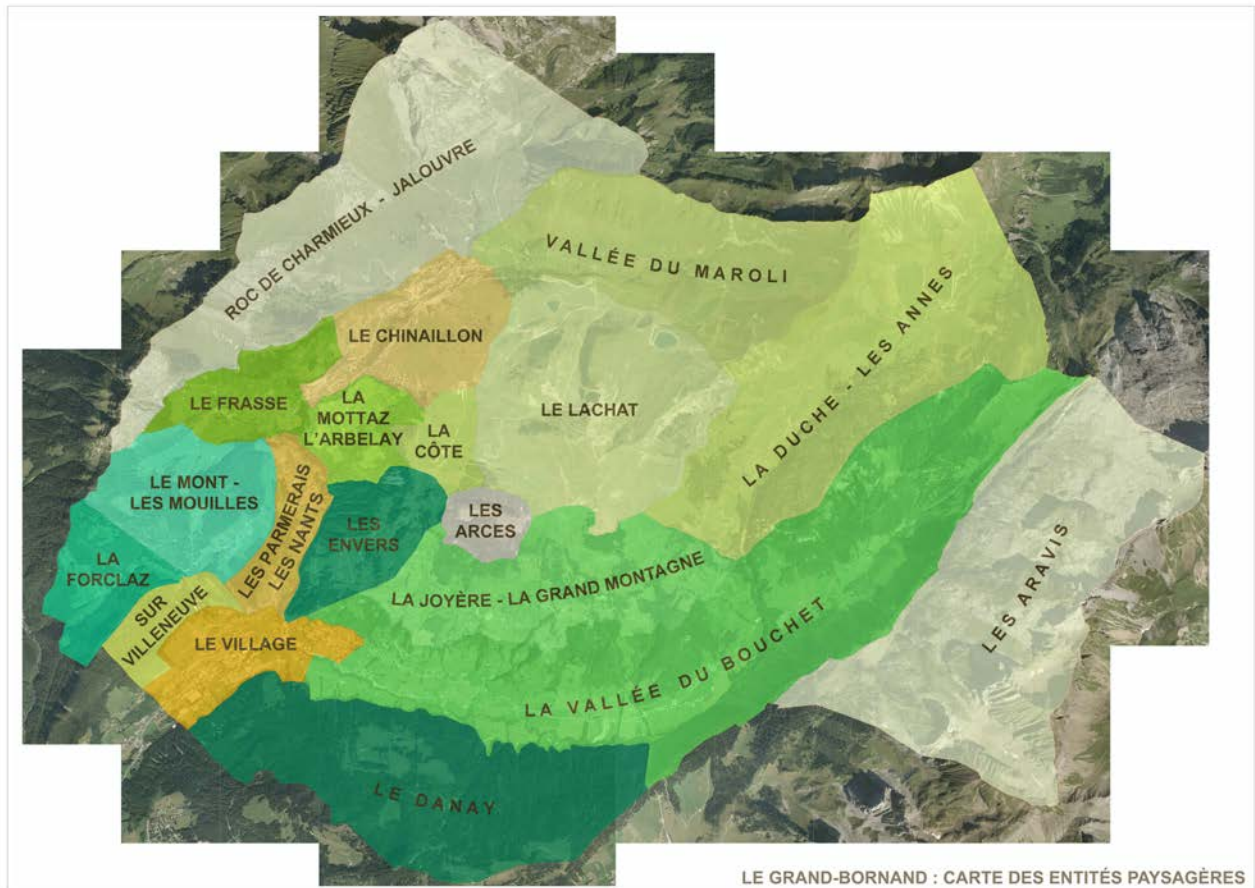 ROC DE CHARMIEUX - JALOUVRE
VALLÉE DU MAROLI
LE CHINAILLON
LA DUCHE - LES ANNES
LE FRASSE
LA
MOTTAZ
L'ARBELAY
LA
CÔTE
LE LACHAT
LE MONT -
LES MOUILLES
LES PARMERAIS
LES NANTS
LES
ENVERS
LES
ARCES
LA
FORCLAZ
SUR
VILLENEUVE
LA JOYÈRE - LA GRAND MONTAGNE
LES ARAVIS
LE VILLAGE
LA VALLÉE DU BOUCHET
LE DANAY
LE GRAND-BORNAND : CARTE DES ENTITÉS PAYSAGÈRES